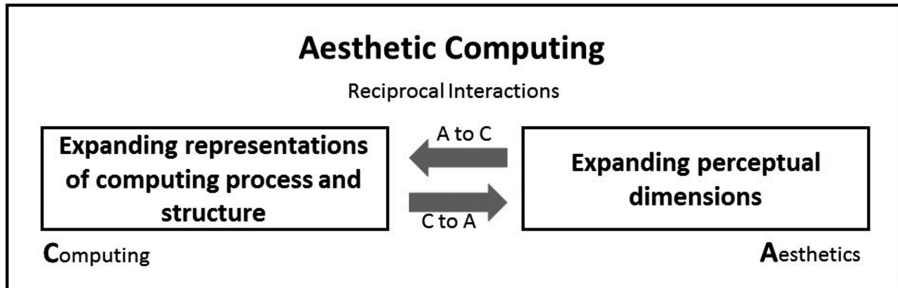 Aesthetic Computing
Reciprocal Interactions
Expanding representations
of computing process and
structure
A to C
C to A
Expanding perceptual
dimensions
Computing
Aesthetics